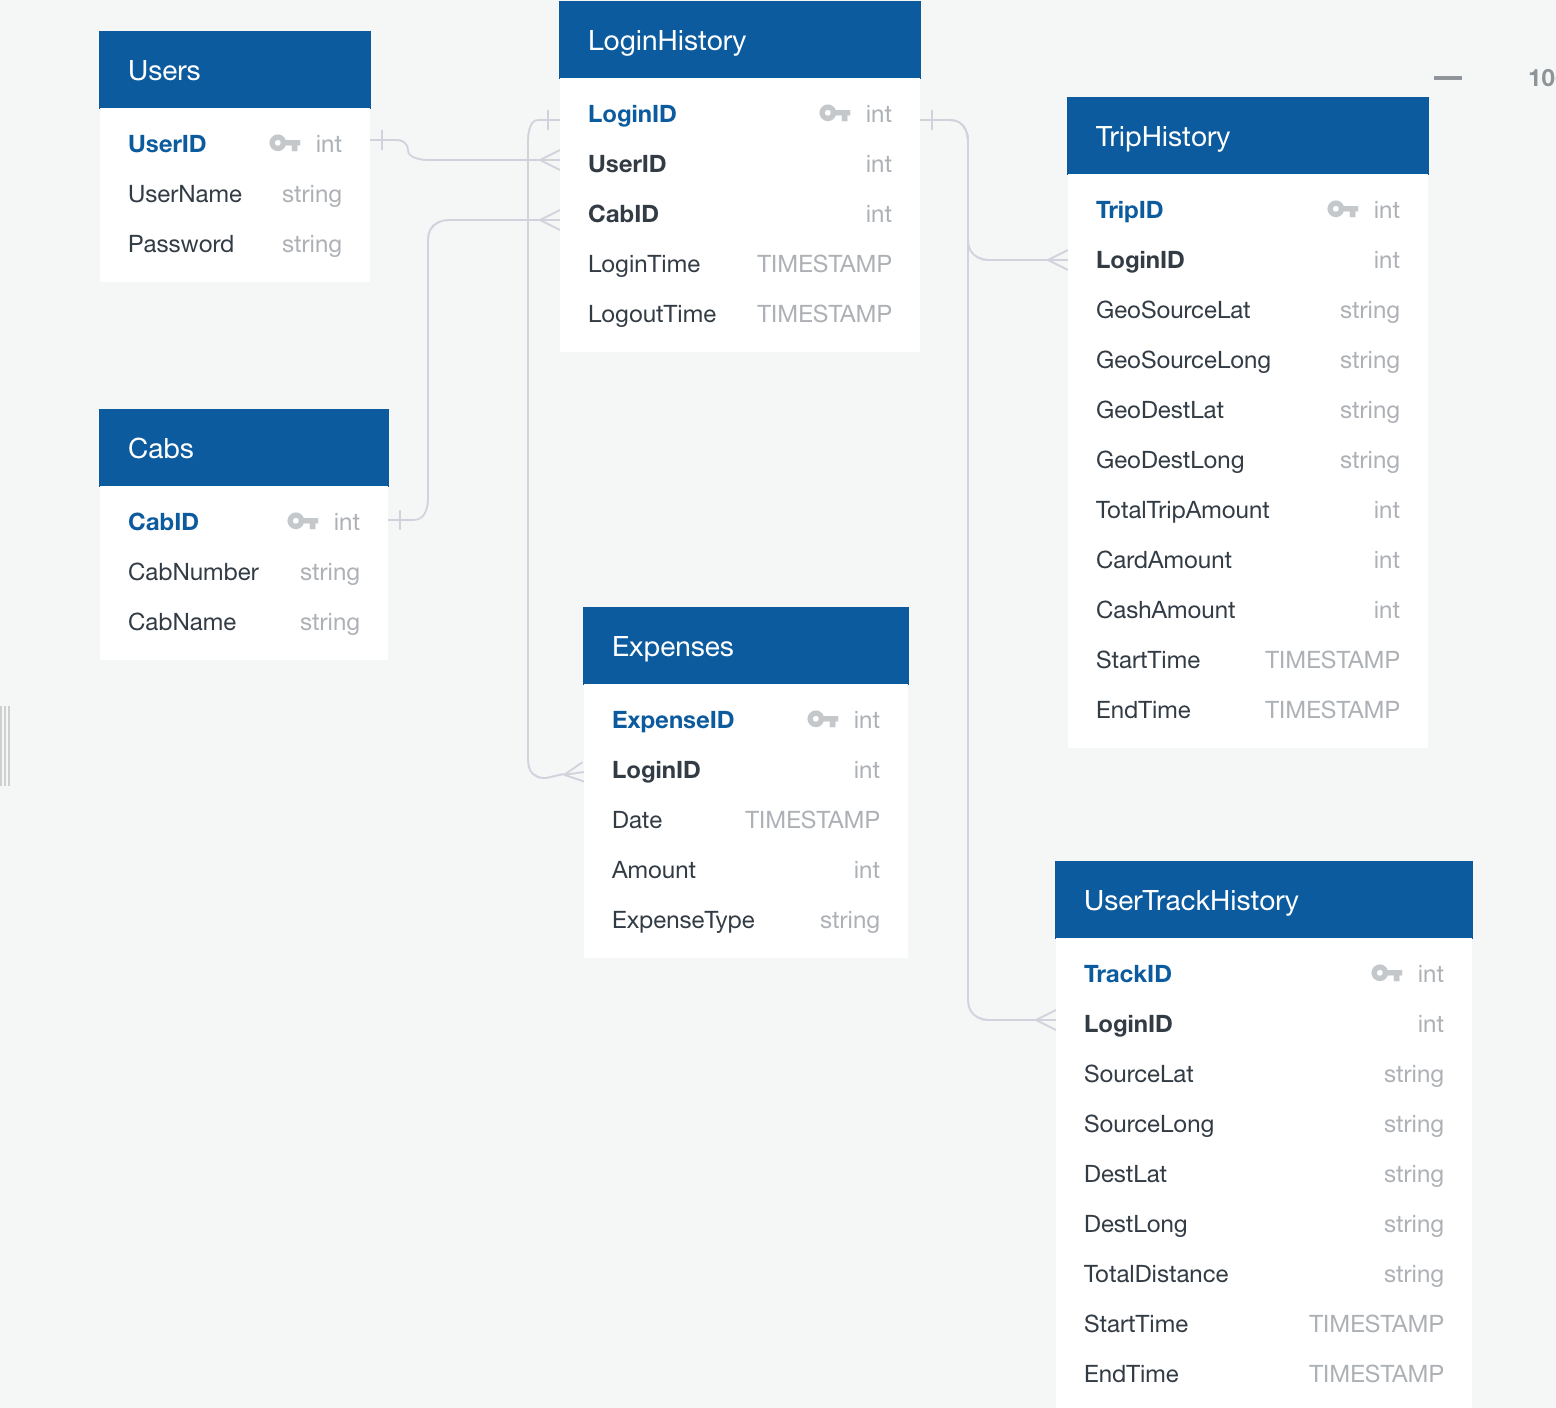 Users
UserID int
UserName string
Password string
LoginHistory
LoginID int
UserID int
CabID int
LoginTime TIMESTAMP
LogoutTime TIMESTAMP
10
TripHistory
TripID int
LoginID int
GeoSourceLat string
GeoSourceLong string
GeoDestLat string
GeoDestLong string
TotalTripAmount int
CardAmount int
CashAmount int
StartTime TIMESTAMP
EndTime TIMESTAMP
Cabs
CabID int
CabNumber string
CabName string
Expenses
ExpenseID int
LoginID int
Date TIMESTAMP
Amount int
ExpenseType string
UserTrackHistory
TrackID int
LoginID int
SourceLat string
SourceLong string
DestLat string
DestLong string
TotalDistance string
StartTime TIMESTAMP
EndTime TIMESTAMP